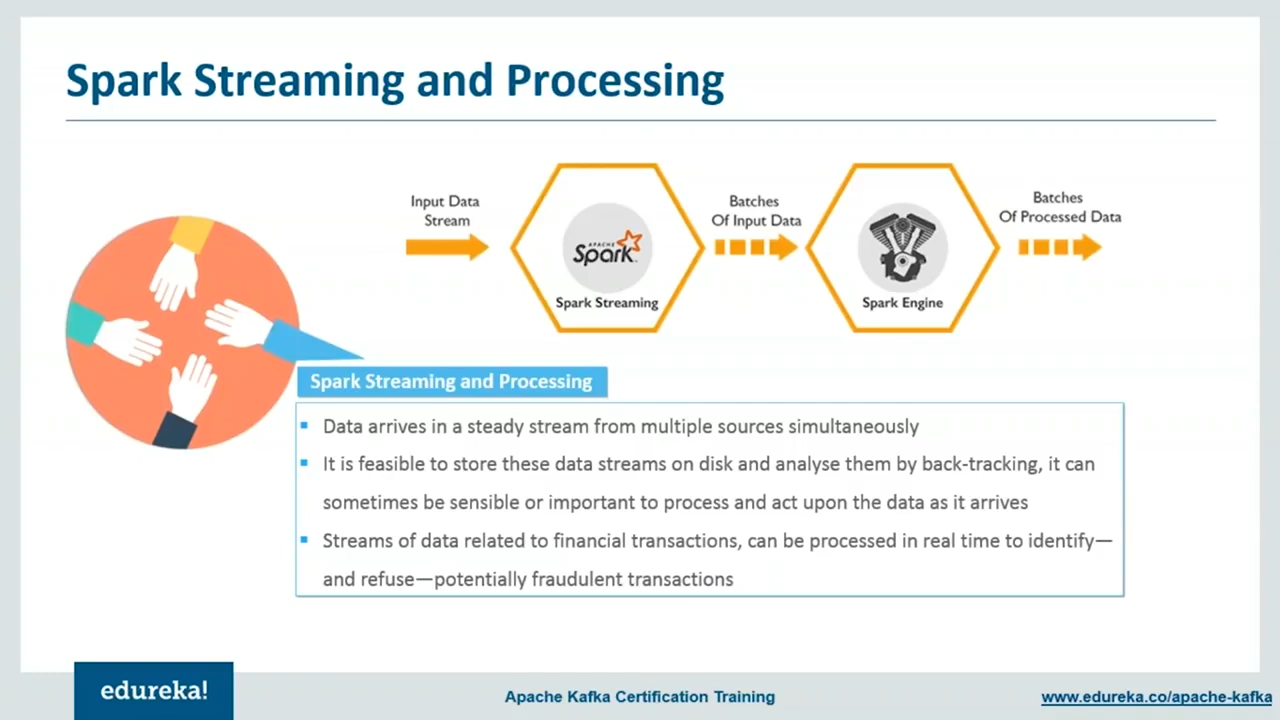 Spark Streaming and Processing
Input Data
Stream
APACHE
Spark
Spark Streaming
Batches
Of Input Data
Spark Engine
Batches
Of Processed Data
Spark Streaming and Processing
Data arrives in a steady stream from multiple sources simultaneously
It is feasible to store these data streams on disk and analyse them by back-tracking, it can
sometimes be sensible or important to process and act upon the data as it arrives
Streams of data related to financial transactions, can be processed in real time to identify—
and refuse—potentially fraudulent transactions
edureka!
Apache Kafka Certification Training
www.edureka.co/apache-kafka